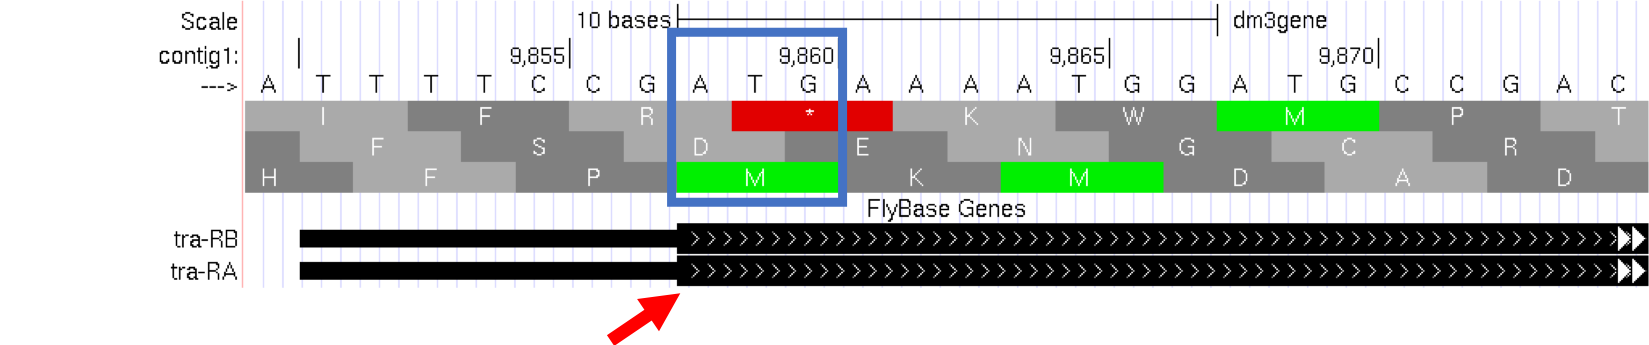 Scale 10 bases dm3gene
contig1: 9,855 9,860 9,865 9,870
---> A T T T T C C G A T G A A A A T G G A T G C C G A C
I F R * K W M P T
F S D E N G C R
H F P M K M D A D
FlyBase Genes
tra-RB
tra-RA